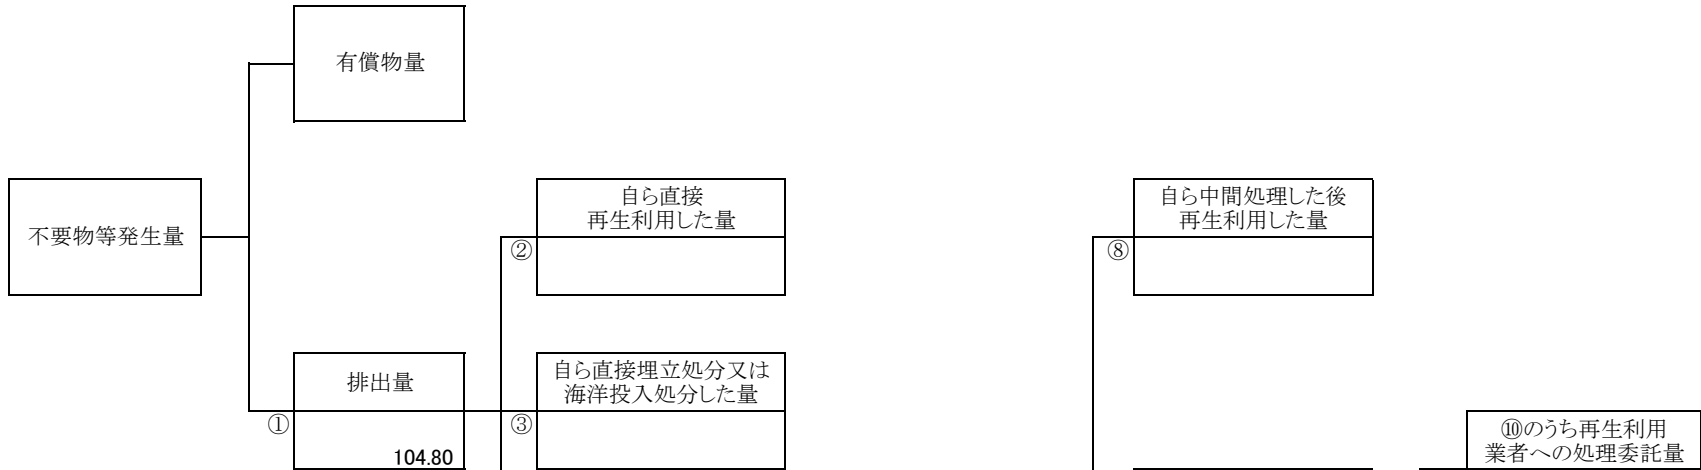 有償物量
不要物等発生量
自ら直接
再生利用した量
②
自ら中間処理した後
再生利用した量
⑧
排出量
①
104.80
自ら直接埋立処分又は
海洋投入処分した量
③
⑩のうち再生利用
業者への処理委託量